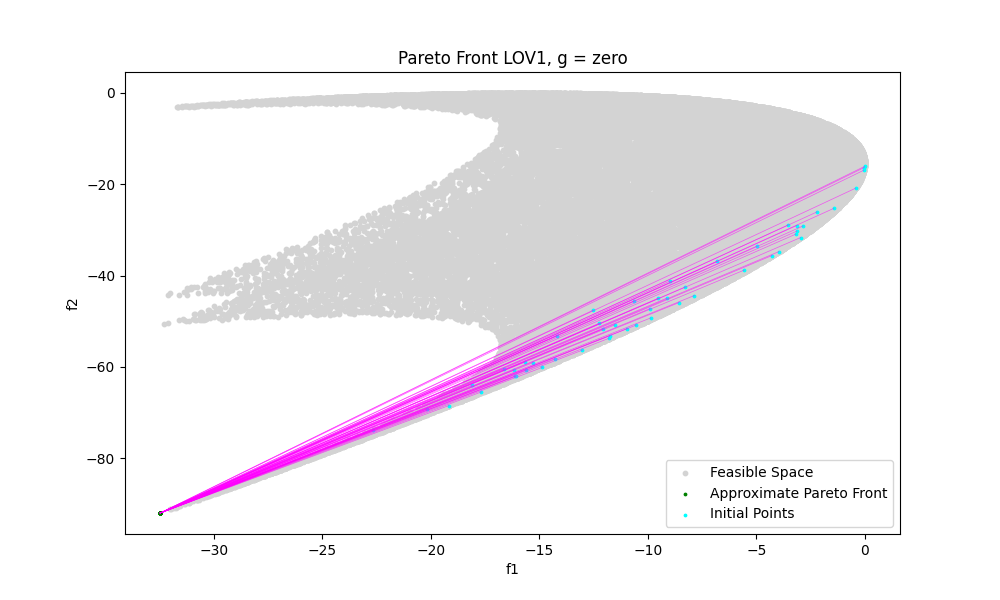 Pareto Front LOV1, g = zero
0
−20
−40
−60
−80
f2
−30
−25
−20
−15
−10
−5
0
f1
Feasible Space
Approximate Pareto Front
Initial Points